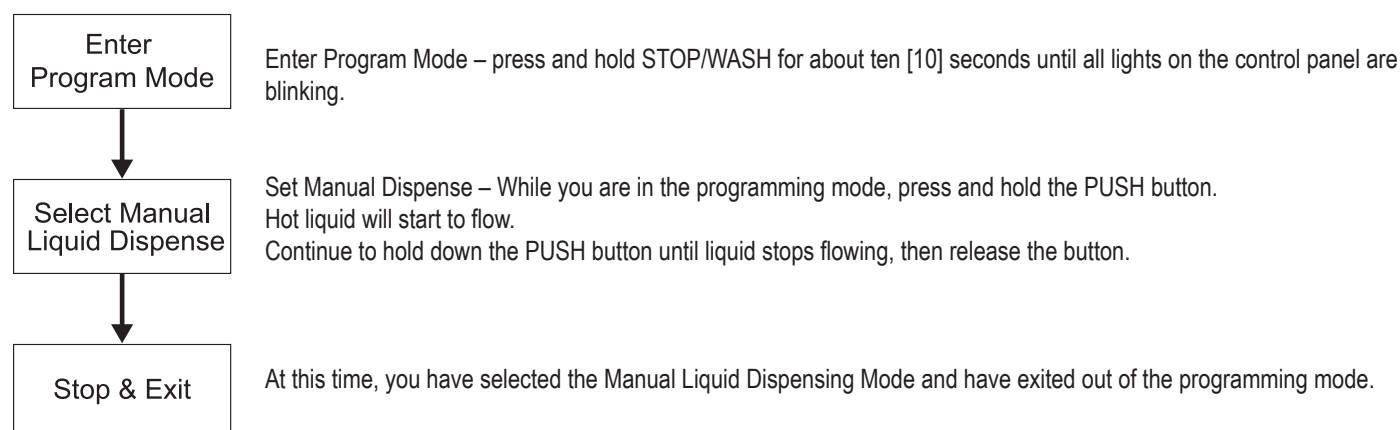 Enter
Program Mode
Enter Program Mode – press and hold STOP/WASH for about ten [10] seconds until all lights on the control panel are
blinking.
Select Manual
Liquid Dispense
Set Manual Dispense – While you are in the programming mode, press and hold the PUSH button.
Hot liquid will start to flow.
Continue to hold down the PUSH button until liquid stops flowing, then release the button.
Stop & Exit
At this time, you have selected the Manual Liquid Dispensing Mode and have exited out of the programming mode.